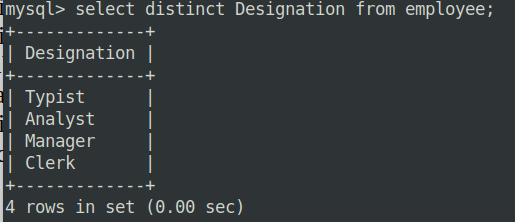 mysql> select distinct Designation from employee;
+-------------+
| Designation |
+-------------+
| Typist      |
| Analyst     |
| Manager     |
| Clerk       |
+-------------+
4 rows in set (0.00 sec)